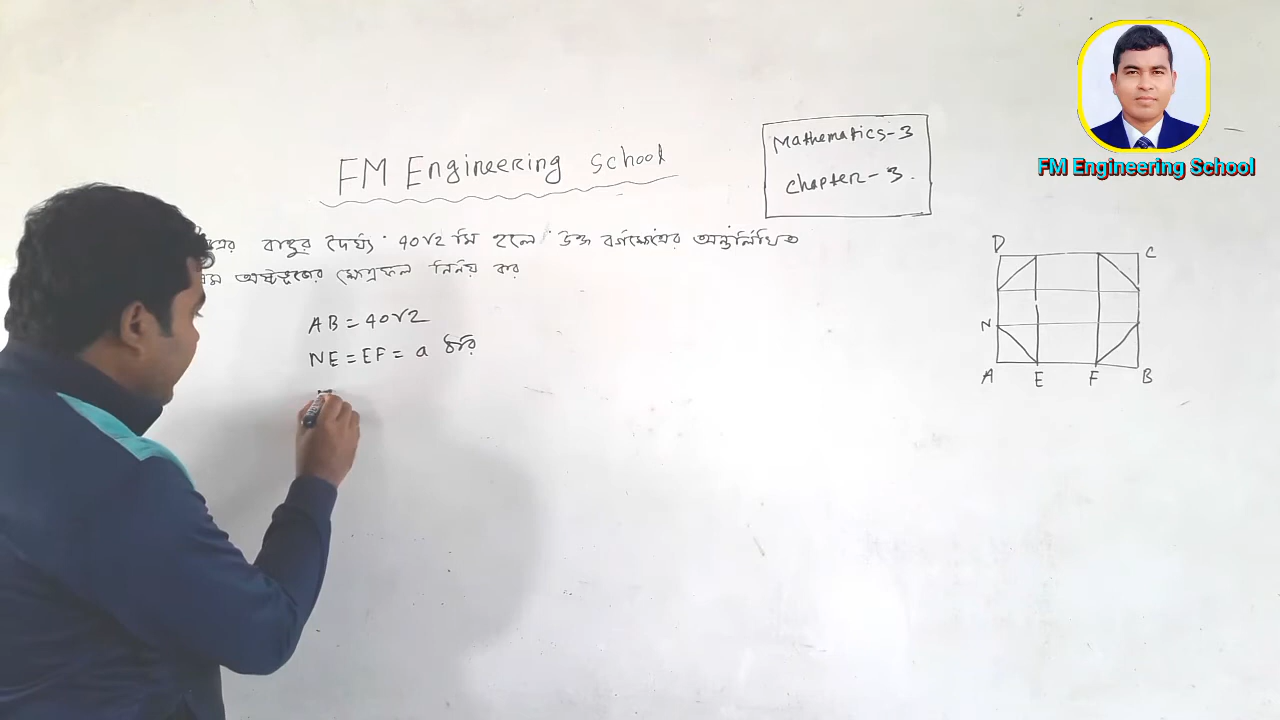 FM Engineering School
Mathematics-3
Chapter-3.
FM Engineering School
বাহুর দৈর্ঘ্য 40√2 মি হলে উক্ত বর্গক্ষেত্রের অন্তর্লিখিত
অষ্টভুজের ক্ষেত্রফল নির্ণয় কর
AB = 40√2
NE = EF = a ধরি
D C
N
A E F B